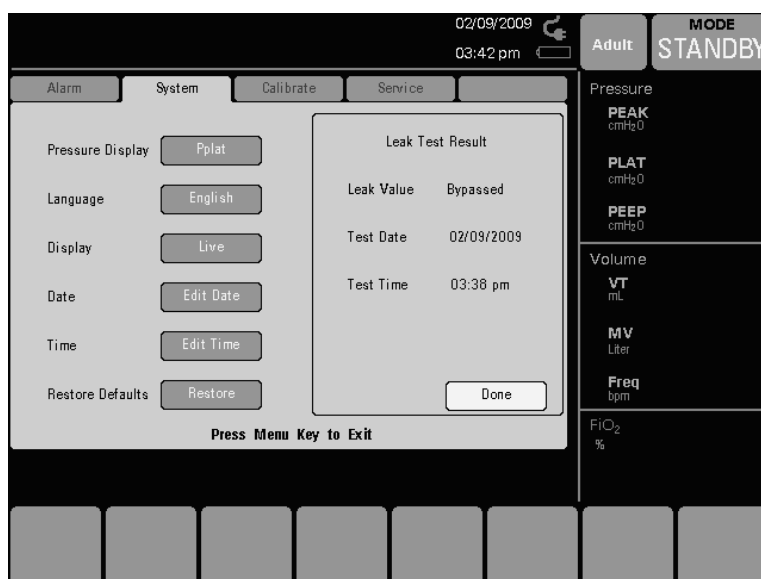 02/09/2009
03:42 pm
Adult
MODE
STANDBY
Alarm
System
Calibrate
Service
Pressure Display
Pplat
Language
English
Display
Live
Date
Edit Date
Time
Edit Time
Restore Defaults
Restore
Leak Test Result
Leak Value Bypassed
Test Date 02/09/2009
Test Time 03:38 pm
Done
Press Menu Key to Exit
Pressure
PEAK
cmH₂O
PLAT
cmH₂O
PEEP
cmH₂O
Volume
VT
mL
MV
Liter
Freq
bpm
FiO₂
%